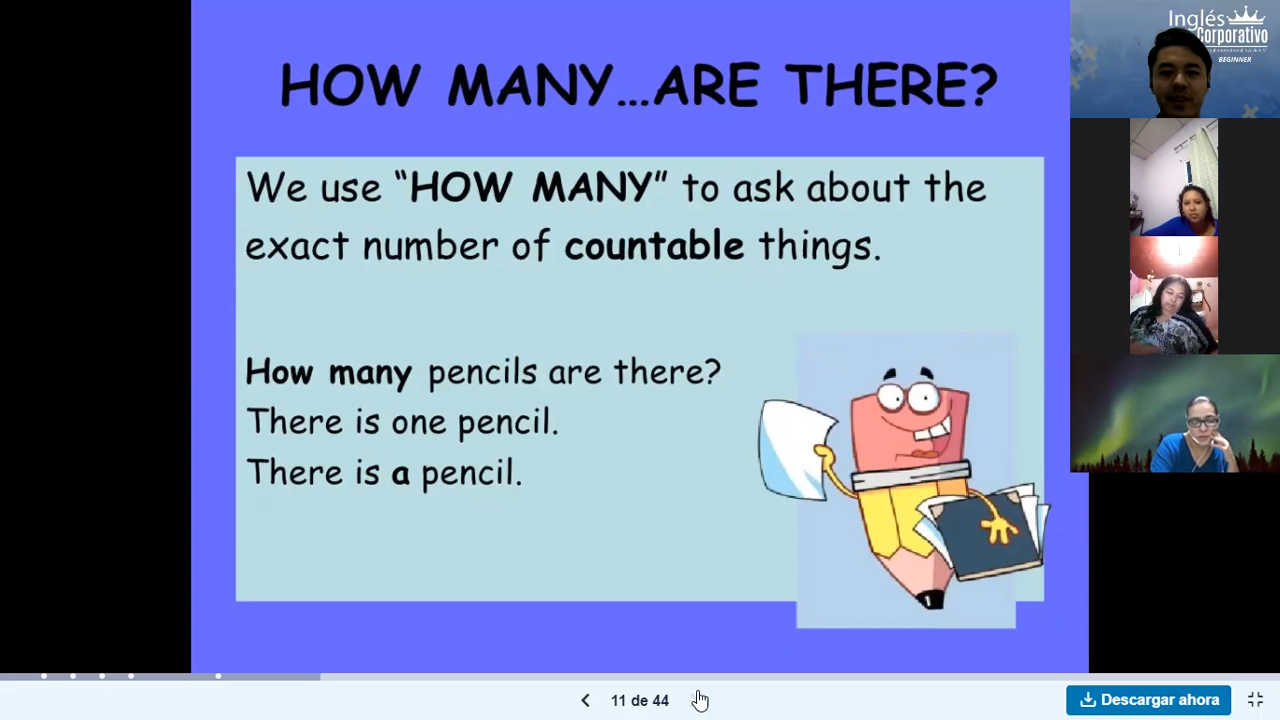 HOW MANY...ARE THERE?
We use “HOW MANY” to ask about the
exact number of countable things.
How many pencils are there?
There is one pencil.
There is a pencil.
Inglés
Corporativo
BEGINNER
11 de 44
Descargar ahora